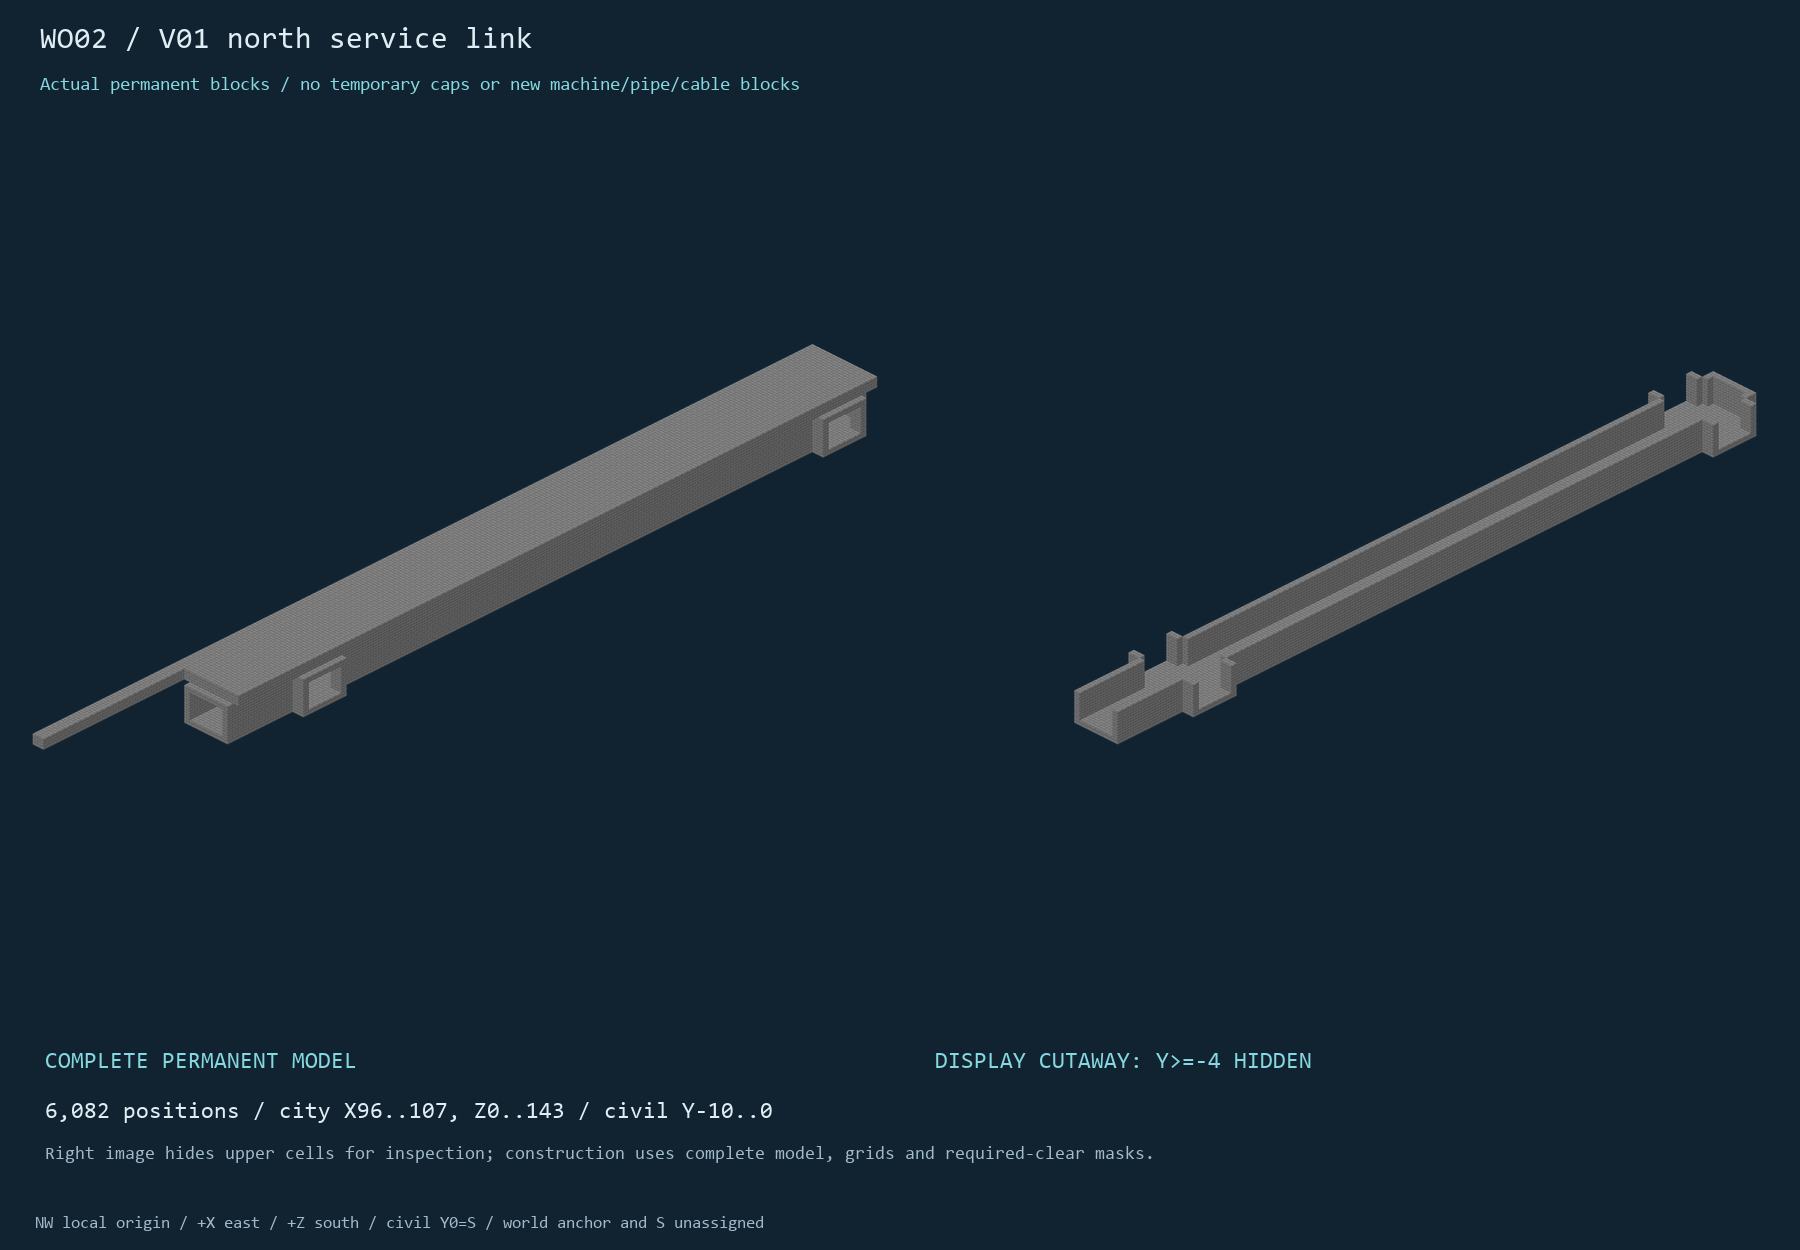 WO02 / V01 north service link
Actual permanent blocks / no temporary caps or new machine/pipe/cable blocks
COMPLETE PERMANENT MODEL
DISPLAY CUTAWAY: Y>=-4 HIDDEN
6,082 positions / city X96..107, Z0..143 / civil Y-10..0
Right image hides upper cells for inspection; construction uses complete model, grids and required-clear masks.
NW local origin / +X east / +Z south / civil Y0=S / world anchor and S unassigned